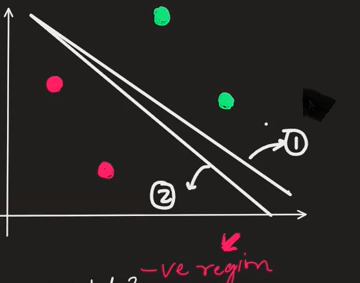 ①
②
-ve region